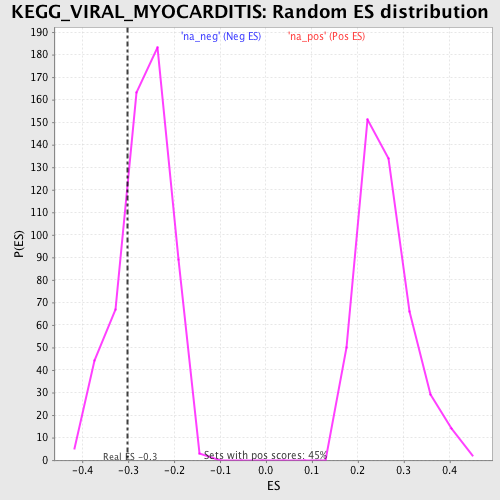 KEGG_VIRAL_MYOCARDITIS: Random ES distribution
'na_neg' (Neg ES) 'na_pos' (Pos ES)
190
180
170
160
150
140
130
120
110
100
90
80
70
60
50
40
30
20
10
0
P(ES)
Real ES -0.3
Sets with pos scores: 45%
-0.4 -0.3 -0.2 -0.1 0.0 0.1 0.2 0.3 0.4
ES